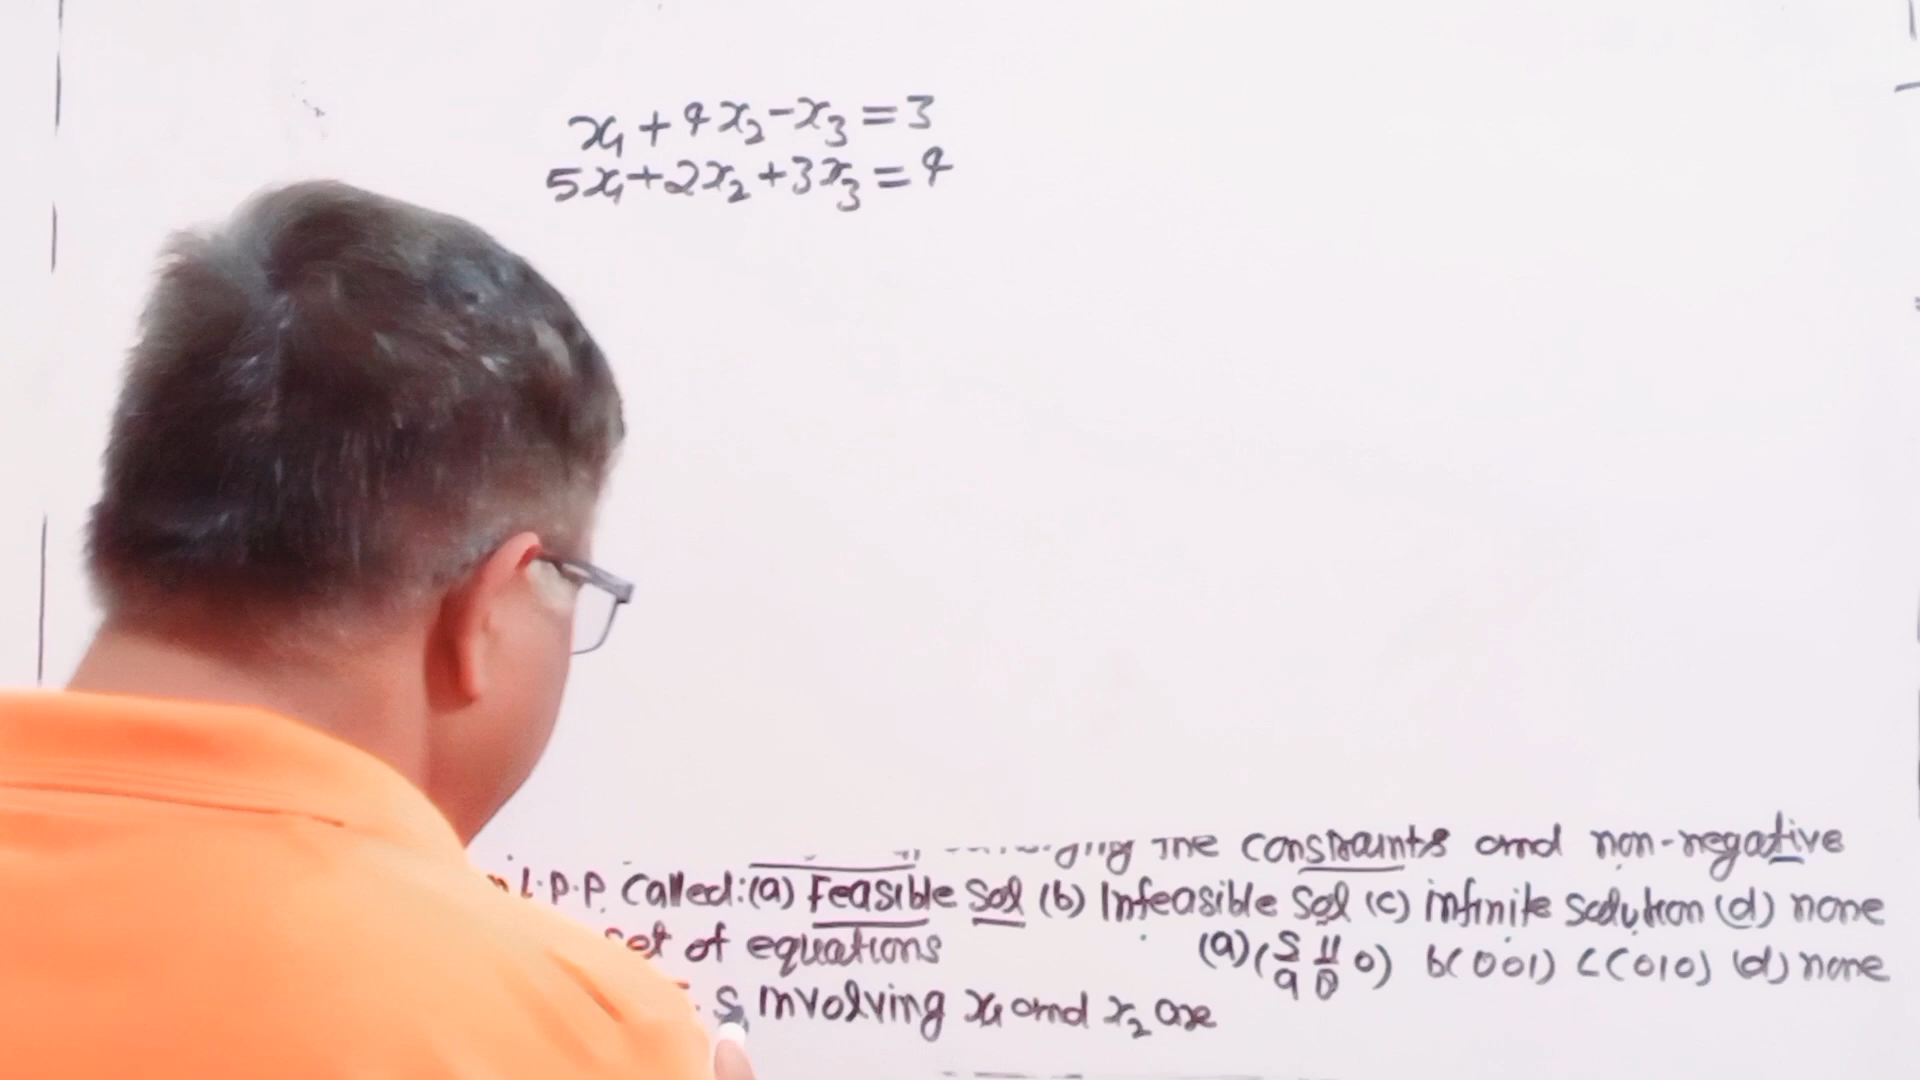 x₁+4x₂-x₃=3
5x₁+2x₂+3x₃=4
the constraints and non-negative
L.P.P. called:(a) Feasible Sol (b) Infeasible Sol (c) infinite solution (d) none
set of equations (a)(5/9 11/0 0) b(001) c(010) (d) none
S involving x₁ and x₂ are